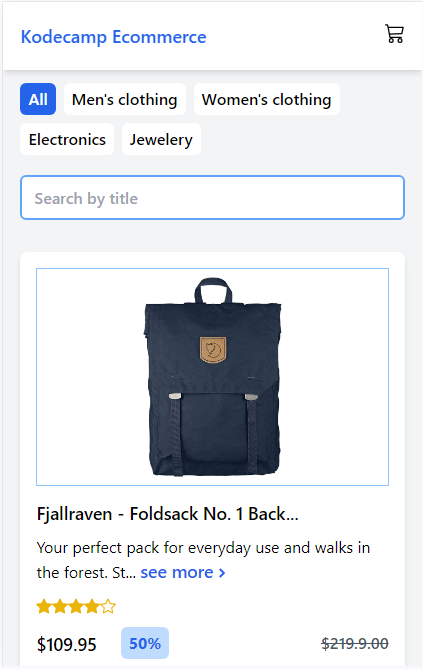 Kodecamp Ecommerce
All Men's clothing Women's clothing
Electronics Jewelery
Search by title
Fjallraven - Foldsack No. 1 Back...
Your perfect pack for everyday use and walks in
the forest. St... see more >
$109.95 50% $219.9.00